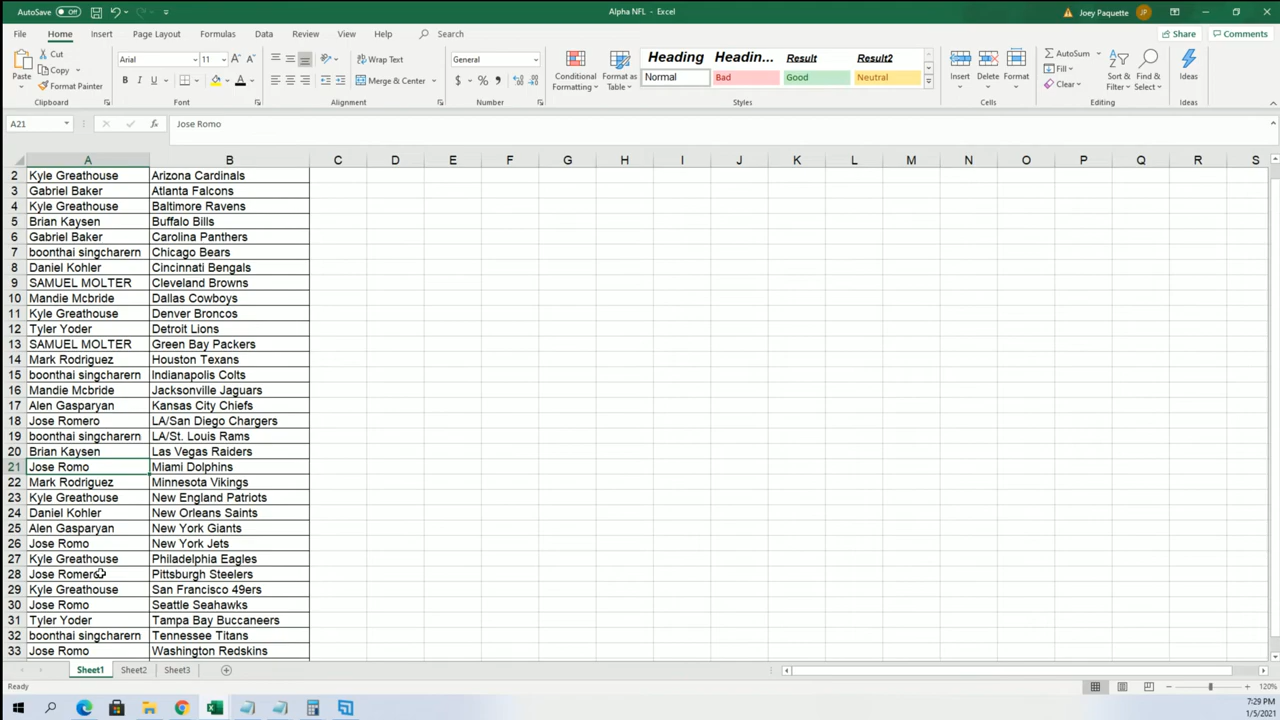 AutoSave Off
Alpha NFL - Excel
Joey Paquette JP
File Home Insert Page Layout Formulas Data Review View Help Search
Share Comments
Paste
Cut
Copy
Format Painter
Clipboard
Arial 11
B I U
Font
Wrap Text
Merge & Center
Alignment
General
$ %
Number
Conditional Formatting
Format as Table
Heading Headin... Result Result2
Normal Bad Good Neutral
Styles
Insert Delete Format
Cells
AutoSum
Fill
Clear
Sort & Filter
Find & Select
Editing
Ideas
Ideas
A21 fx Jose Romo
A B C D E F G H I J K L M N O P Q R S
2 Kyle Greathouse Arizona Cardinals
3 Gabriel Baker Atlanta Falcons
4 Kyle Greathouse Baltimore Ravens
5 Brian Kaysen Buffalo Bills
6 Gabriel Baker Carolina Panthers
7 boonthai singcharern Chicago Bears
8 Daniel Kohler Cincinnati Bengals
9 SAMUEL MOLTER Cleveland Browns
10 Mandie Mcbride Dallas Cowboys
11 Kyle Greathouse Denver Broncos
12 Tyler Yoder Detroit Lions
13 SAMUEL MOLTER Green Bay Packers
14 Mark Rodriguez Houston Texans
15 boonthai singcharern Indianapolis Colts
16 Mandie Mcbride Jacksonville Jaguars
17 Alen Gasparyan Kansas City Chiefs
18 Jose Romero LA/San Diego Chargers
19 boonthai singcharern LA/St. Louis Rams
20 Brian Kaysen Las Vegas Raiders
21 Jose Romo Miami Dolphins
22 Mark Rodriguez Minnesota Vikings
23 Kyle Greathouse New England Patriots
24 Daniel Kohler New Orleans Saints
25 Alen Gasparyan New York Giants
26 Jose Romo New York Jets
27 Kyle Greathouse Philadelphia Eagles
28 Jose Romero Pittsburgh Steelers
29 Kyle Greathouse San Francisco 49ers
30 Jose Romo Seattle Seahawks
31 Tyler Yoder Tampa Bay Buccaneers
32 boonthai singcharern Tennessee Titans
33 Jose Romo Washington Redskins
Sheet1 Sheet2 Sheet3
Ready
120%
7:29 PM
1/5/2021